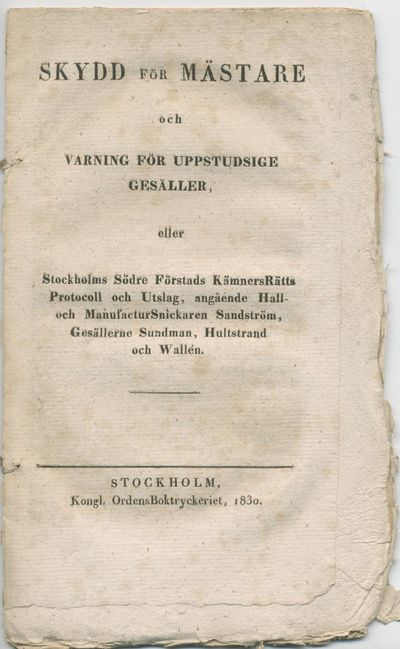 SKYDD FÖR MÄSTARE
och
VARNING FÖR UPPSTUDSIGE
GESÄLLER,
eller
Stockholms Södre Förstads KämnersRätts
Protocoll och Utslag, angående Hall-
och ManufacturSnickaren Sandström,
Gesällerne Sundman, Hultstrand
och Wallén.
STOCKHOLM,
Kongl. OrdensBoktryckeriet, 1830.